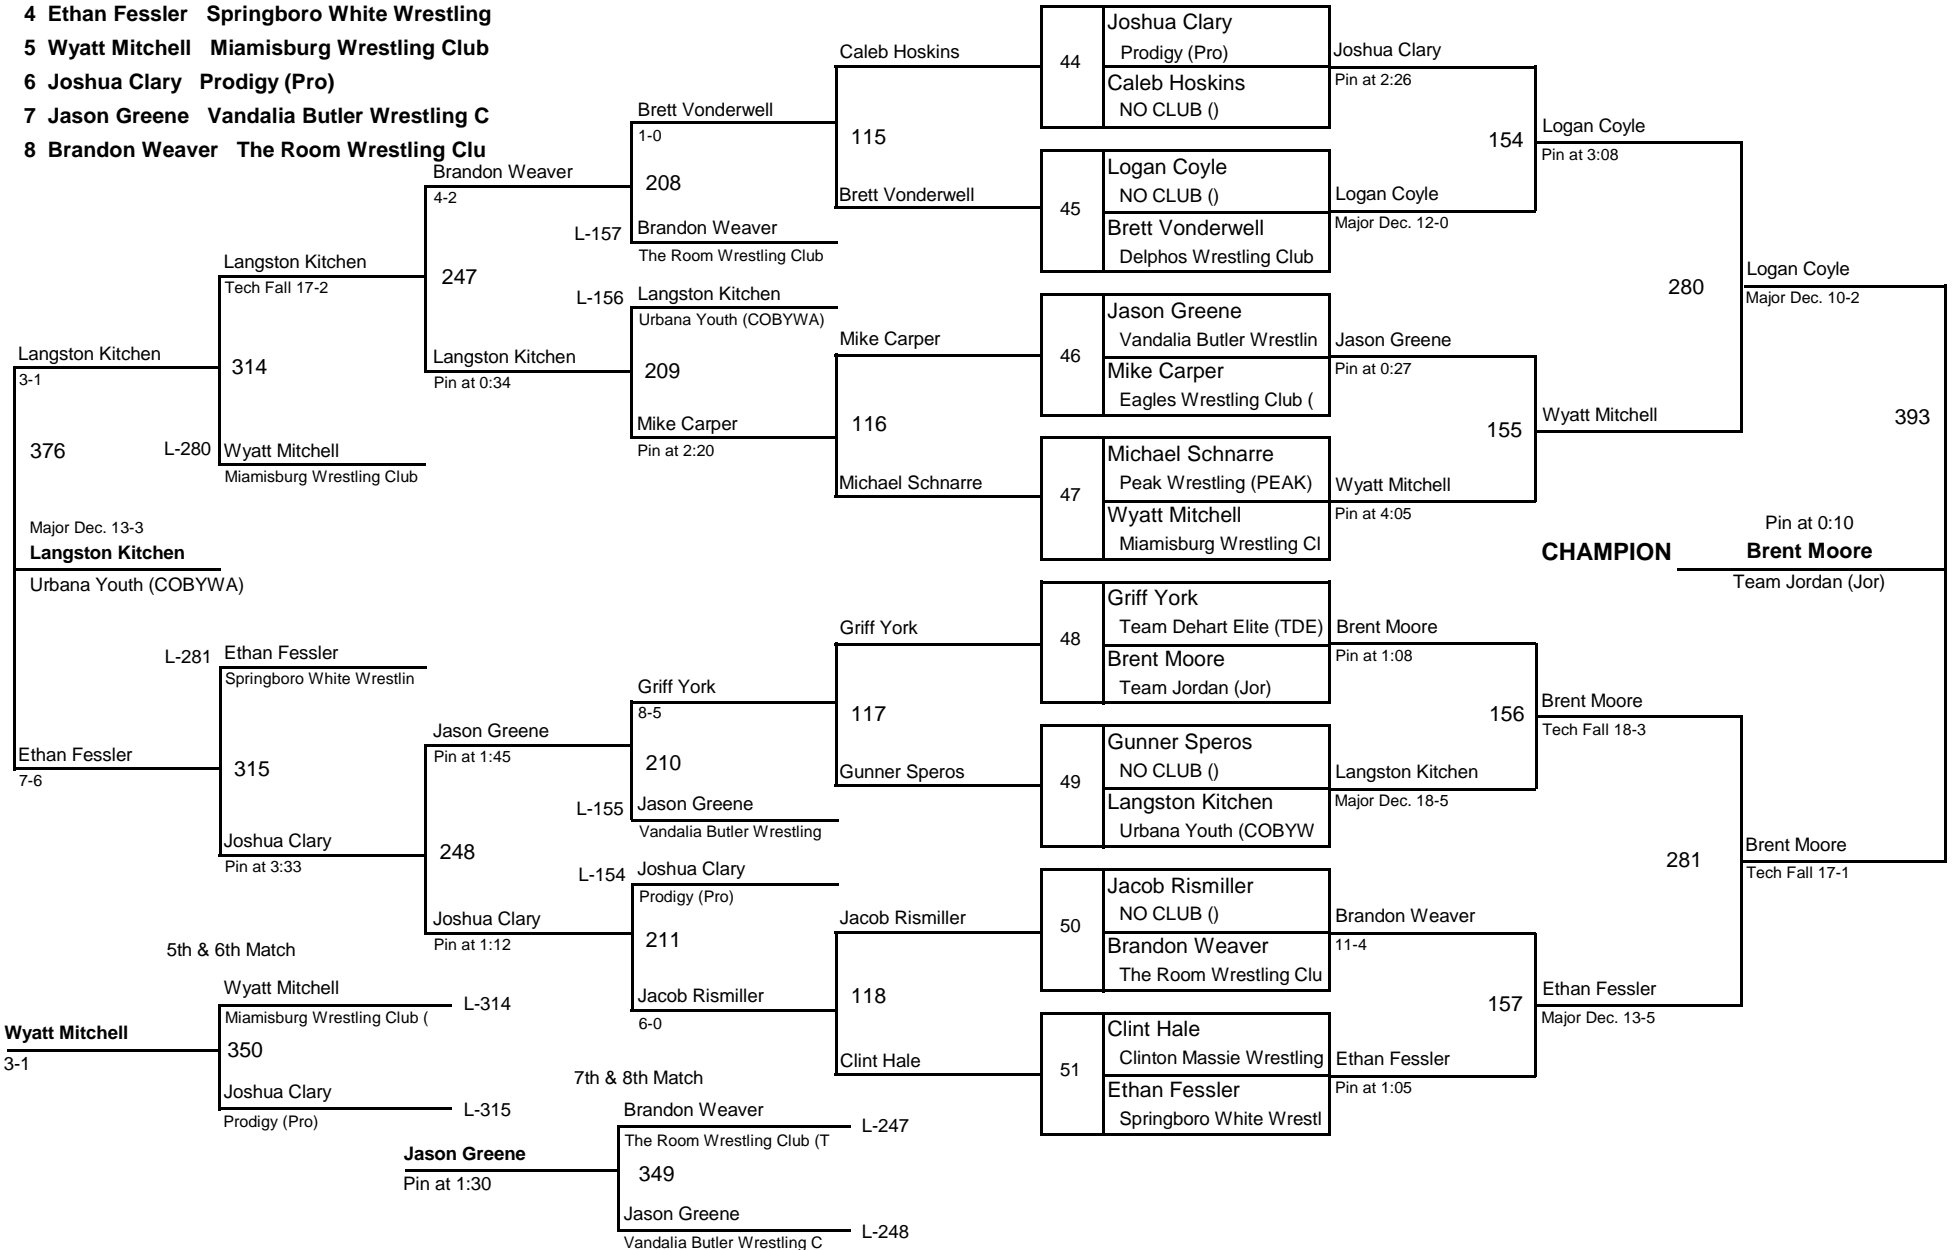 4 Ethan Fessler Springboro White Wrestling
5 Wyatt Mitchell Miamisburg Wrestling Club
6 Joshua Clary Prodigy (Pro)
7 Jason Greene Vandalia Butler Wrestling C
8 Brandon Weaver The Room Wrestling Clu
44
Joshua Clary
Prodigy (Pro)
Caleb Hoskins
NO CLUB ()
45
Logan Coyle
NO CLUB ()
Brett Vonderwell
Delphos Wrestling Club
46
Jason Greene
Vandalia Butler Wrestlin
Mike Carper
Eagles Wrestling Club (
47
Michael Schnarre
Peak Wrestling (PEAK)
Wyatt Mitchell
Miamisburg Wrestling Cl
48
Griff York
Team Dehart Elite (TDE)
Brent Moore
Team Jordan (Jor)
49
Gunner Speros
NO CLUB ()
Langston Kitchen
Urbana Youth (COBYW
50
Jacob Rismiller
NO CLUB ()
Brandon Weaver
The Room Wrestling Clu
51
Clint Hale
Clinton Massie Wrestling
Ethan Fessler
Springboro White Wrestl
Joshua Clary
Pin at 2:26
154
Logan Coyle
Major Dec. 12-0
Jason Greene
Pin at 0:27
155
Wyatt Mitchell
Pin at 4:05
Brent Moore
Pin at 1:08
156
Langston Kitchen
Major Dec. 18-5
Brandon Weaver
11-4
157
Ethan Fessler
Pin at 1:05
Logan Coyle
Pin at 3:08
280
Wyatt Mitchell
Brent Moore
Tech Fall 18-3
281
Ethan Fessler
Major Dec. 13-5
Logan Coyle
Major Dec. 10-2
393
Brent Moore
Tech Fall 17-1
Pin at 0:10
CHAMPION Brent Moore
Team Jordan (Jor)
Caleb Hoskins
115
Brett Vonderwell
Mike Carper
116
Michael Schnarre
Griff York
117
Gunner Speros
Jacob Rismiller
118
Clint Hale
Brett Vonderwell
1-0
208
L-157 Brandon Weaver
The Room Wrestling Club
L-156 Langston Kitchen
Urbana Youth (COBYWA)
209
Mike Carper
Pin at 2:20
Griff York
8-5
210
L-155 Jason Greene
Vandalia Butler Wrestling
L-154 Joshua Clary
Prodigy (Pro)
211
Jacob Rismiller
6-0
Brandon Weaver
4-2
247
Langston Kitchen
Pin at 0:34
Jason Greene
Pin at 1:45
248
Joshua Clary
Pin at 1:12
Langston Kitchen
Tech Fall 17-2
314
L-280 Wyatt Mitchell
Miamisburg Wrestling Club
L-281 Ethan Fessler
Springboro White Wrestlin
315
Joshua Clary
Pin at 3:33
Langston Kitchen
3-1
376
Major Dec. 13-3
Langston Kitchen
Urbana Youth (COBYWA)
Ethan Fessler
7-6
5th & 6th Match
Wyatt Mitchell L-314
Miamisburg Wrestling Club (
Wyatt Mitchell
3-1
350
Joshua Clary L-315
Prodigy (Pro)
7th & 8th Match
Brandon Weaver L-247
The Room Wrestling Club (T
Jason Greene
Pin at 1:30
349
Jason Greene L-248
Vandalia Butler Wrestling C